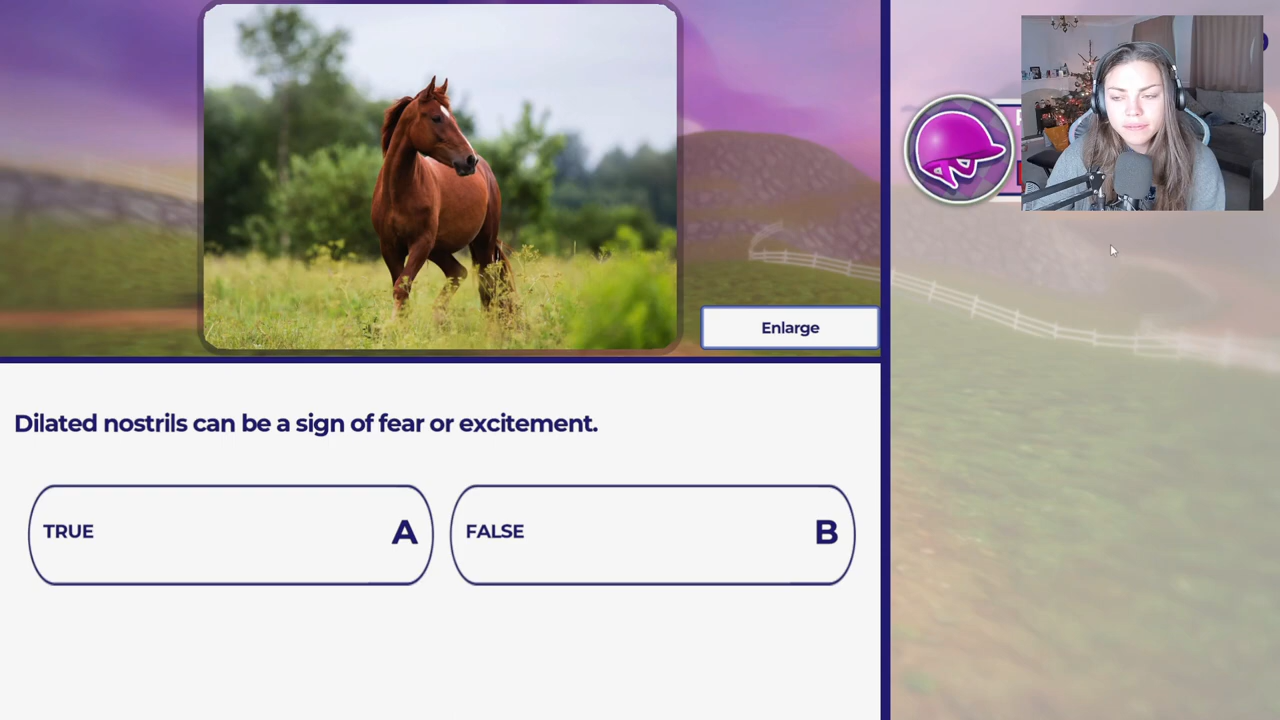 Enlarge
Dilated nostrils can be a sign of fear or excitement.
TRUE A
FALSE B